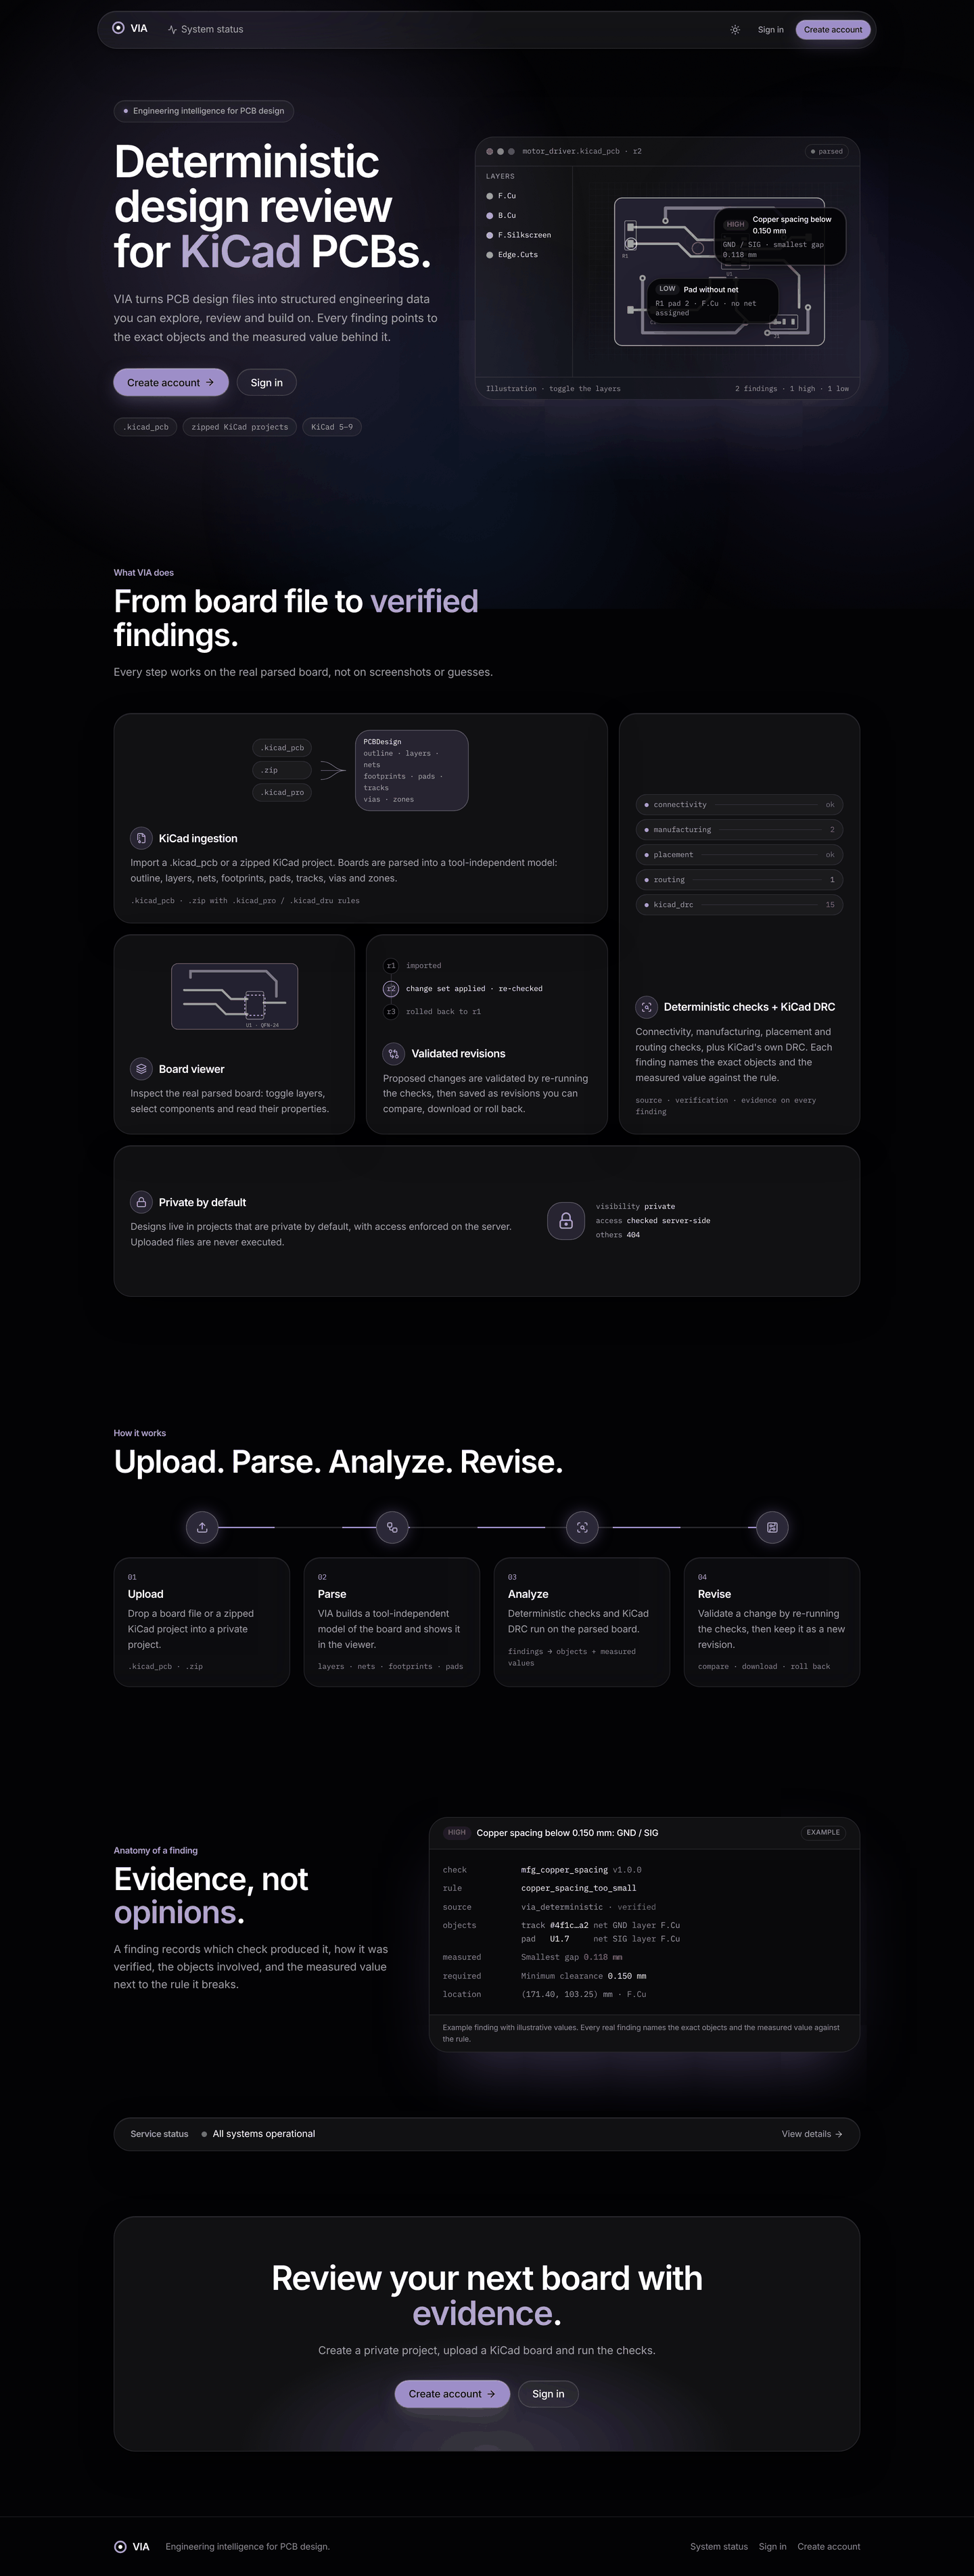 VIA
System status
Sign in
Create account
Engineering intelligence for PCB design
Deterministic
design review
for KiCad PCBs.
VIA turns PCB design files into structured engineering data
you can explore, review and build on. Every finding points to
the exact objects and the measured value behind it.
Create account →
Sign in
.kicad_pcb
zipped KiCad projects
KiCad 5–9
motor_driver.kicad_pcb · r2
parsed
LAYERS
F.Cu
B.Cu
F.Silkscreen
Edge.Cuts
HIGH
Copper spacing below
0.150 mm
GND / SIG · smallest gap
0.118 mm
R1
U1
LOW
Pad without net
R1 pad 2 · F.Cu · no net
assigned
J1
Illustration · toggle the layers
2 findings · 1 high · 1 low
What VIA does
From board file to verified
findings.
Every step works on the real parsed board, not on screenshots or guesses.
.kicad_pcb
.zip
.kicad_pro
PCBDesign
outline · layers ·
nets
footprints · pads ·
tracks
vias · zones
KiCad ingestion
Import a .kicad_pcb or a zipped KiCad project. Boards are parsed into a tool-independent model:
outline, layers, nets, footprints, pads, tracks, vias and zones.
.kicad_pcb · .zip with .kicad_pro / .kicad_dru rules
connectivity ok
manufacturing 2
placement ok
routing 1
kicad_drc 15
Deterministic checks + KiCad DRC
Connectivity, manufacturing, placement and
routing checks, plus KiCad's own DRC. Each
finding names the exact objects and the
measured value against the rule.
source · verification · evidence on every
finding
U1 · QFN-24
Board viewer
Inspect the real parsed board: toggle layers,
select components and read their properties.
r1 imported
r2 change set applied · re-checked
r3 rolled back to r1
Validated revisions
Proposed changes are validated by re-running
the checks, then saved as revisions you can
compare, download or roll back.
Private by default
Designs live in projects that are private by default, with access enforced on the server.
Uploaded files are never executed.
visibility private
access checked server-side
others 404
How it works
Upload. Parse. Analyze. Revise.
01
Upload
Drop a board file or a zipped
KiCad project into a private
project.
.kicad_pcb · .zip
02
Parse
VIA builds a tool-independent
model of the board and shows it
in the viewer.
layers · nets · footprints · pads
03
Analyze
Deterministic checks and KiCad
DRC run on the parsed board.
findings → objects + measured
values
04
Revise
Validate a change by re-running
the checks, then keep it as a new
revision.
compare · download · roll back
Anatomy of a finding
Evidence, not
opinions.
A finding records which check produced it, how it was
verified, the objects involved, and the measured value
next to the rule it breaks.
HIGH
Copper spacing below 0.150 mm: GND / SIG
EXAMPLE
check mfg_copper_spacing v1.0.0
rule copper_spacing_too_small
source via_deterministic · verified
objects track #4f1c…a2 net GND layer F.Cu
pad U1.7 net SIG layer F.Cu
measured Smallest gap 0.118 mm
required Minimum clearance 0.150 mm
location (171.40, 103.25) mm · F.Cu
Example finding with illustrative values. Every real finding names the exact objects and the measured value against
the rule.
Service status
All systems operational
View details →
Review your next board with
evidence.
Create a private project, upload a KiCad board and run the checks.
Create account →
Sign in
VIA
Engineering intelligence for PCB design.
System status
Sign in
Create account